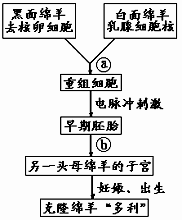 黑面绵羊
去核卵细胞
白面绵羊
乳腺细胞核
ⓐ
重组细胞
电脉冲刺激
早期胚胎
ⓑ
另一头母绵羊的子宫
妊娠、出生
克隆绵羊“多利”